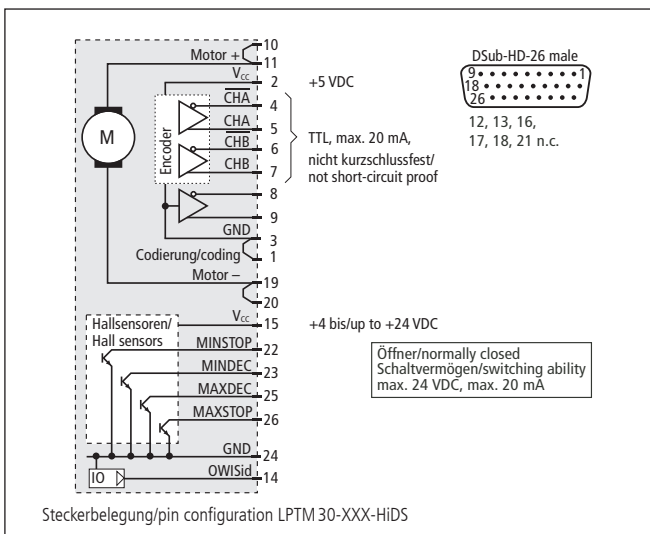 10
Motor +
11
Vcc
2
+5 VDC
CHA
4
CHA
5
CHB
6
CHB
7
Encoder
M
TTL, max. 20 mA,
nicht kurzschlussfest/
not short-circuit proof
8
9
GND
3
Codierung/coding
1
Motor –
19
20
Hallsensoren/
Hall sensors
Vcc
15
+4 bis/up to +24 VDC
MINSTOP
22
MINDEC
23
MAXDEC
25
MAXSTOP
26
GND
24
IO
OWISid
14
DSub-HD-26 male
9 1
18
26
12, 13, 16,
17, 18, 21 n.c.
Öffner/normally closed
Schaltvermögen/switching ability
max. 24 VDC, max. 20 mA
Steckerbelegung/pin configuration LPTM 30-XXX-HiDS